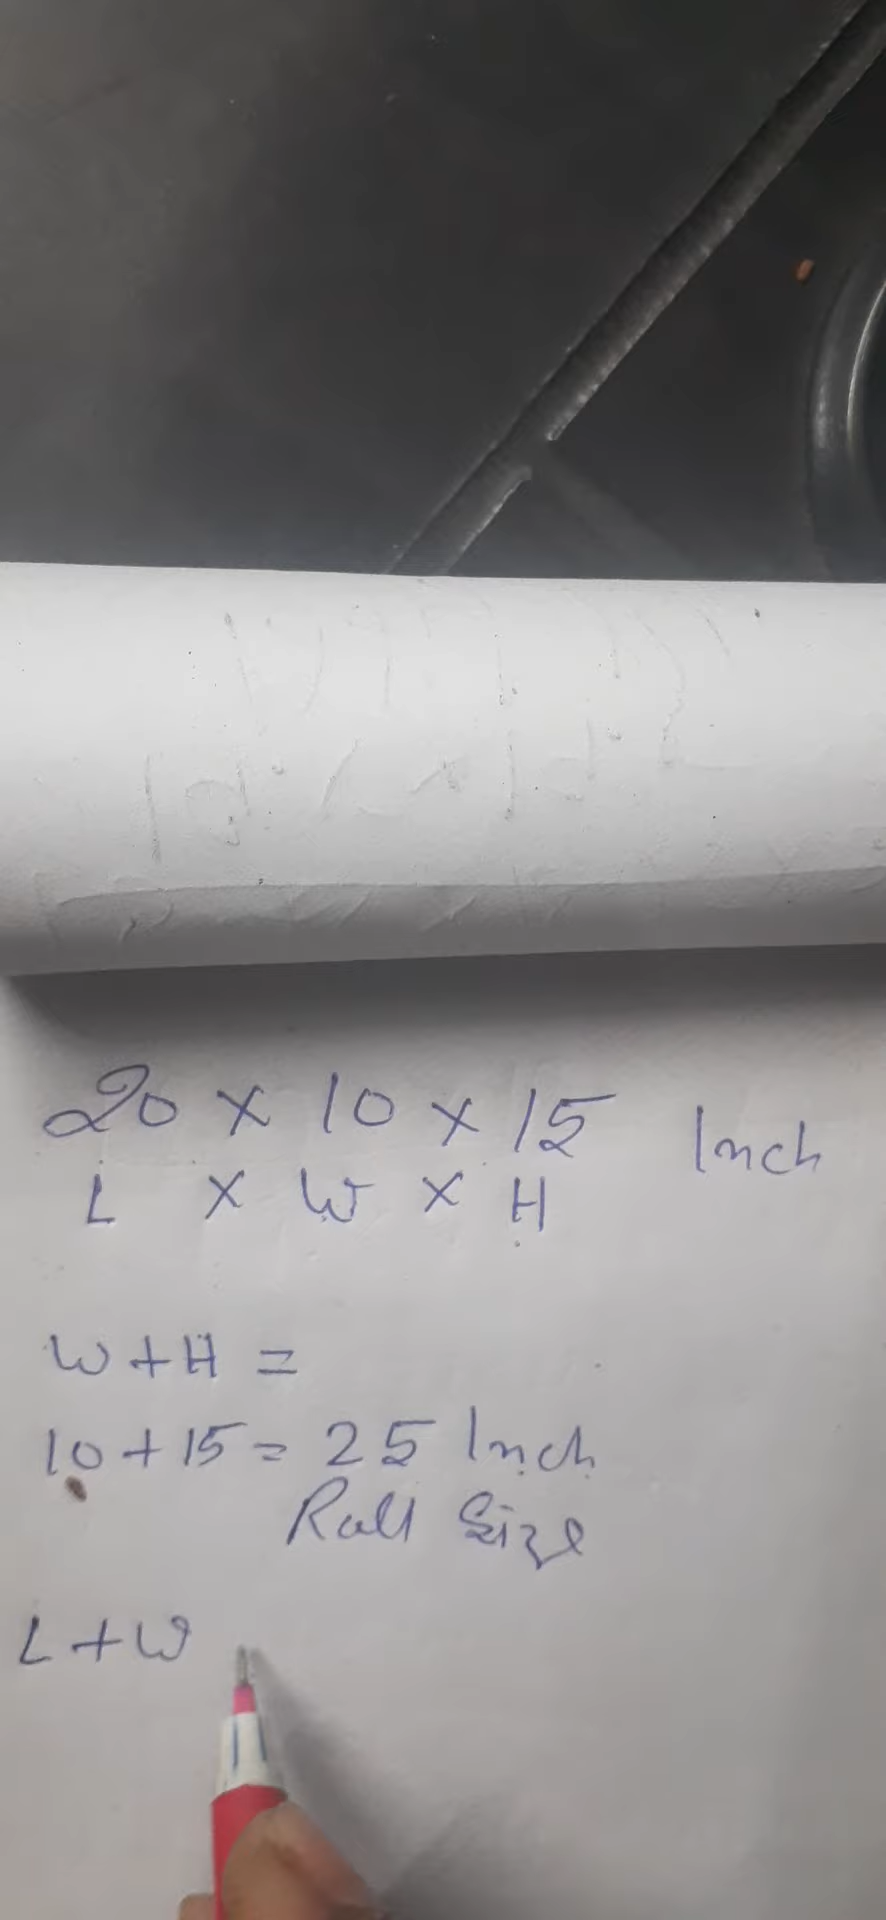 20 x 10 x 15 Inch
L x W x H
W + H =
10 + 15 = 25 Inch
Roll Size
L + W